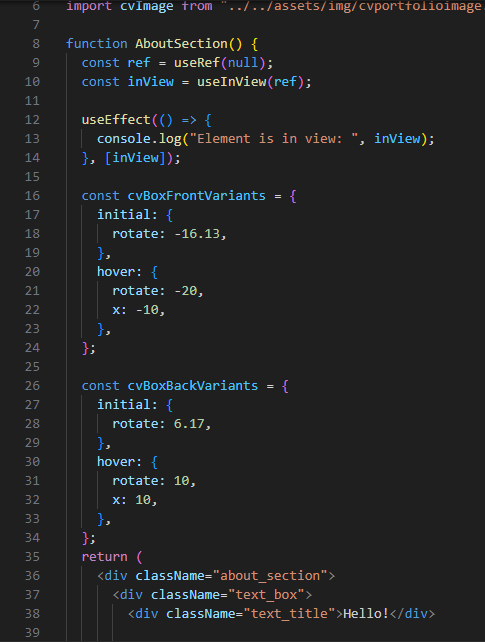 6 import cvImage from "../../assets/img/cvportfolioimage
7
8 function AboutSection() {
9   const ref = useRef(null);
10   const inView = useInView(ref);
11
12   useEffect(() => {
13     console.log("Element is in view: ", inView);
14   }, [inView]);
15
16   const cvBoxFrontVariants = {
17     initial: {
18       rotate: -16.13,
19     },
20     hover: {
21       rotate: -20,
22       x: -10,
23     },
24   };
25
26   const cvBoxBackVariants = {
27     initial: {
28       rotate: 6.17,
29     },
30     hover: {
31       rotate: 10,
32       x: 10,
33     },
34   };
35   return (
36     <div className="about_section">
37       <div className="text_box">
38         <div className="text_title">Hello!</div>
39